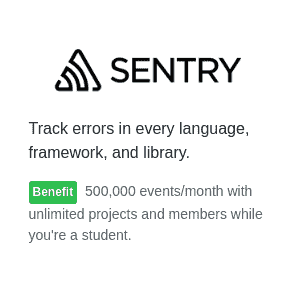 SENTRY
Track errors in every language,
framework, and library.
Benefit 500,000 events/month with
unlimited projects and members while
you're a student.